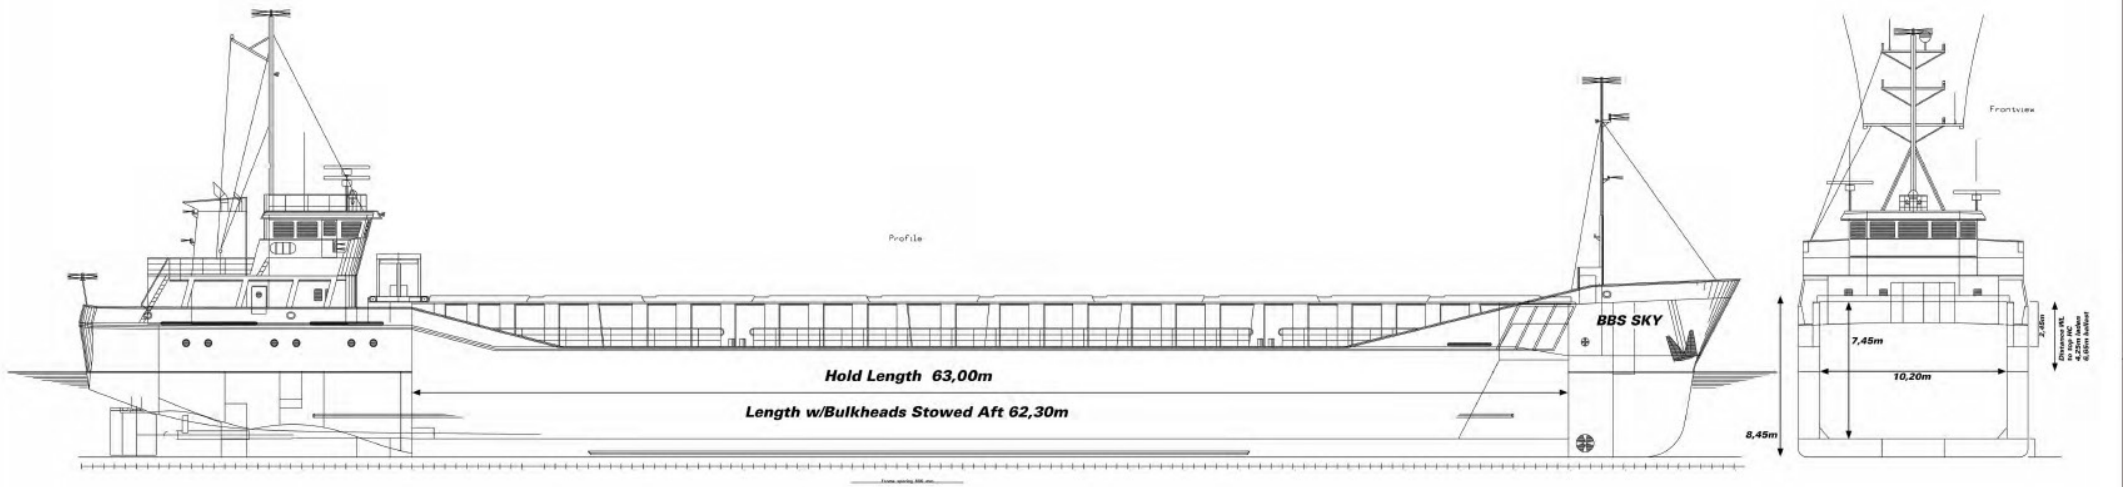 Frontview
Profile
BBS SKY
Hold Length 63,00m
Length w/Bulkheads Stowed Aft 62,30m
8,45m
7,45m
10,20m
2,45m
Distance WL
to top HC
4,25m laden
6,65m ballast